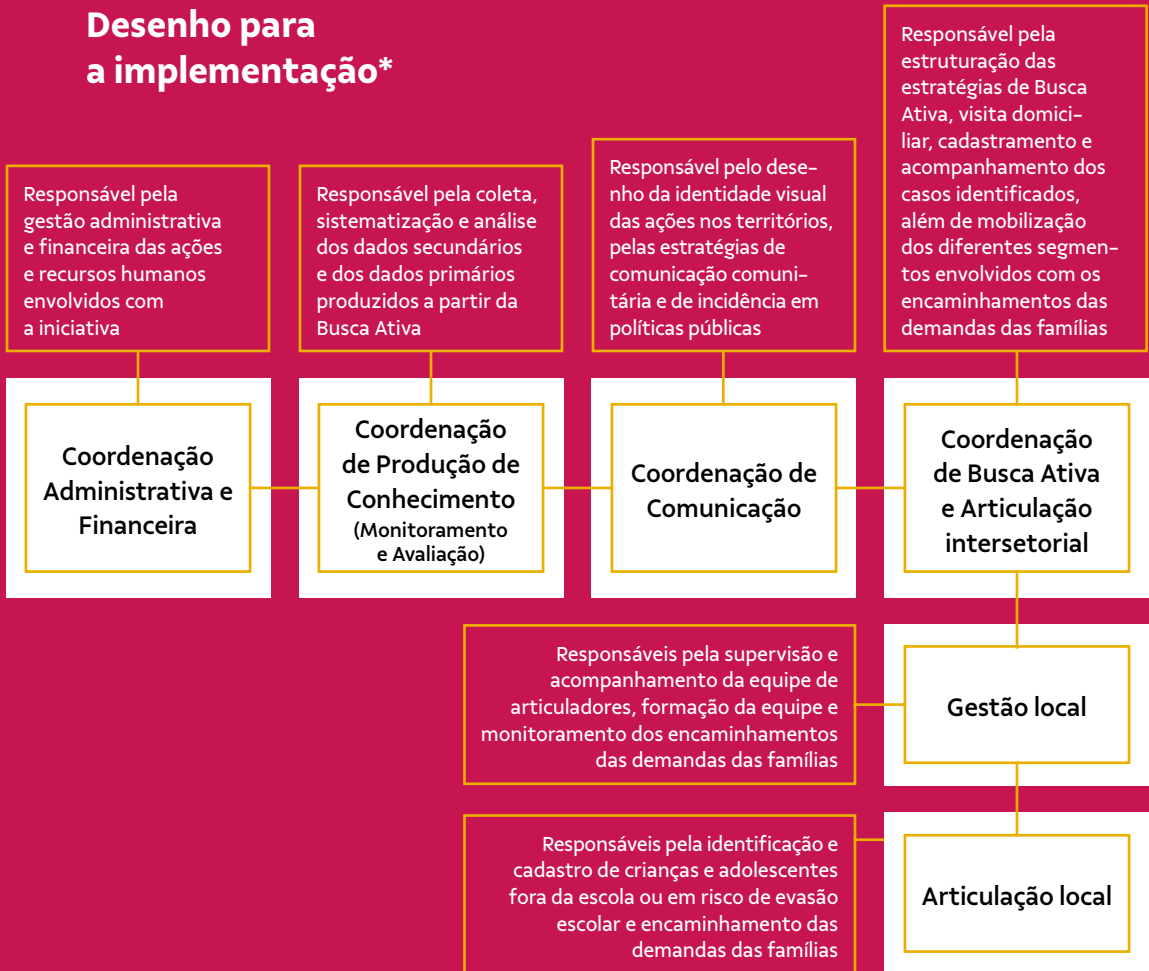 Desenho para
a implementação*
Responsável pela
gestão administrativa
e financeira das ações
e recursos humanos
envolvidos com
a iniciativa
Responsável pela coleta,
sistematização e análise
dos dados secundários
e dos dados primários
produzidos a partir da
Busca Ativa
Responsável pelo dese–
nho da identidade visual
das ações nos territórios,
pelas estratégias de
comunicação comuni–
tária e de incidência em
políticas públicas
Responsável pela
estruturação das
estratégias de Busca
Ativa, visita domici–
liar, cadastramento e
acompanhamento dos
casos identificados,
além de mobilização
dos diferentes segmen–
tos envolvidos com os
encaminhamentos das
demandas das famílias
Coordenação
Administrativa e
Financeira
Coordenação
de Produção de
Conhecimento
(Monitoramento
e Avaliação)
Coordenação de
Comunicação
Coordenação
de Busca Ativa
e Articulação
intersetorial
Responsáveis pela supervisão e
acompanhamento da equipe de
articuladores, formação da equipe e
monitoramento dos encaminhamentos
das demandas das famílias
Gestão local
Responsáveis pela identificação e
cadastro de crianças e adolescentes
fora da escola ou em risco de evasão
escolar e encaminhamento das
demandas das famílias
Articulação local